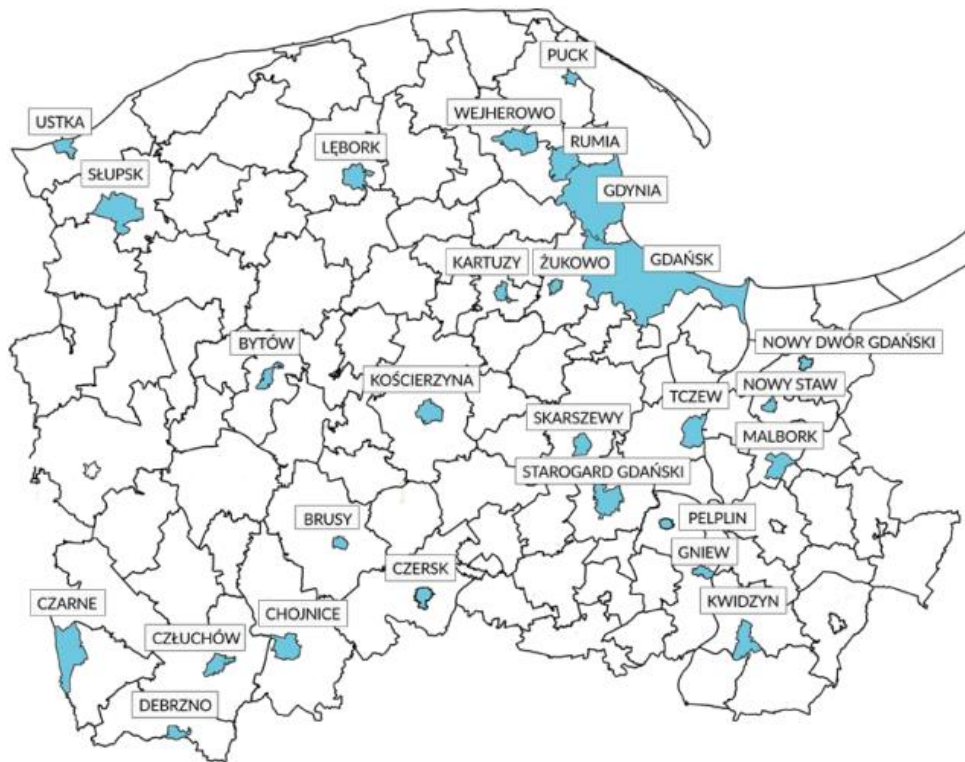 PUCK
WEJHEROWO
USTKA
RUMIA
LĘBORK
SŁUPSK
GDYNIA
KARTUZY
ŻUKOWO
GDAŃSK
BYTÓW
NOWY DWÓR GDAŃSKI
KOŚCIERZYNA
NOWY STAW
TCZEW
SKARSZEWY
MALBORK
STAROGARD GDAŃSKI
BRUSY
PELPLIN
GNIEW
CZERSK
CZARNE
KWIDZYN
CHOJNICE
CZŁUCHÓW
DEBRZNO